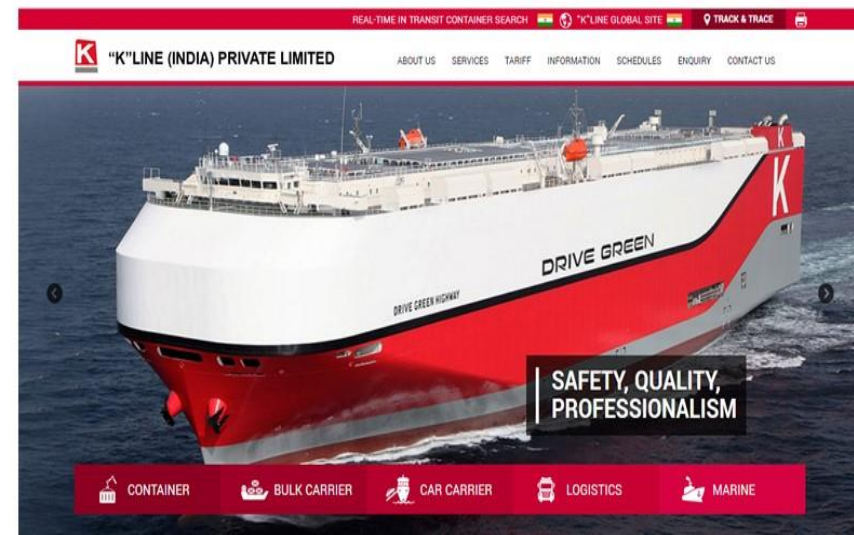 REAL-TIME IN TRANSIT CONTAINER SEARCH "K"LINE GLOBAL SITE TRACK & TRACE
K "K"LINE (INDIA) PRIVATE LIMITED
ABOUT US SERVICES TARIFF INFORMATION SCHEDULES ENQUIRY CONTACT US
K
K
DRIVE GREEN
DRIVE GREEN HIGHWAY
SAFETY, QUALITY,
PROFESSIONALISM
CONTAINER BULK CARRIER CAR CARRIER LOGISTICS MARINE